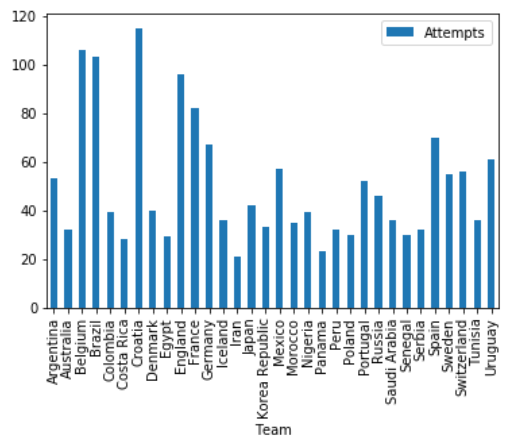 120
100
80
60
40
20
0
Attempts
Argentina
Australia
Belgium
Brazil
Colombia
Costa Rica
Croatia
Denmark
Egypt
England
France
Germany
Iceland
Iran
Japan
Korea Republic
Mexico
Morocco
Nigeria
Panama
Peru
Poland
Portugal
Russia
Saudi Arabia
Senegal
Serbia
Spain
Sweden
Switzerland
Tunisia
Uruguay
Team